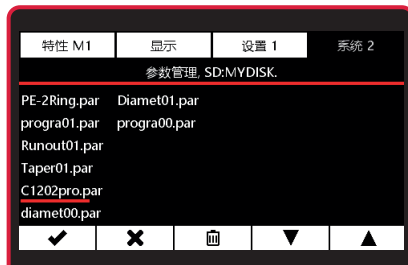 特性 M1 显示 设置 1 系统 2
参数管理, SD:MYDISK.
PE-2Ring.par Diamet01.par
progra01.par progra00.par
Runout01.par
Taper01.par
C1202pro.par
diamet00.par